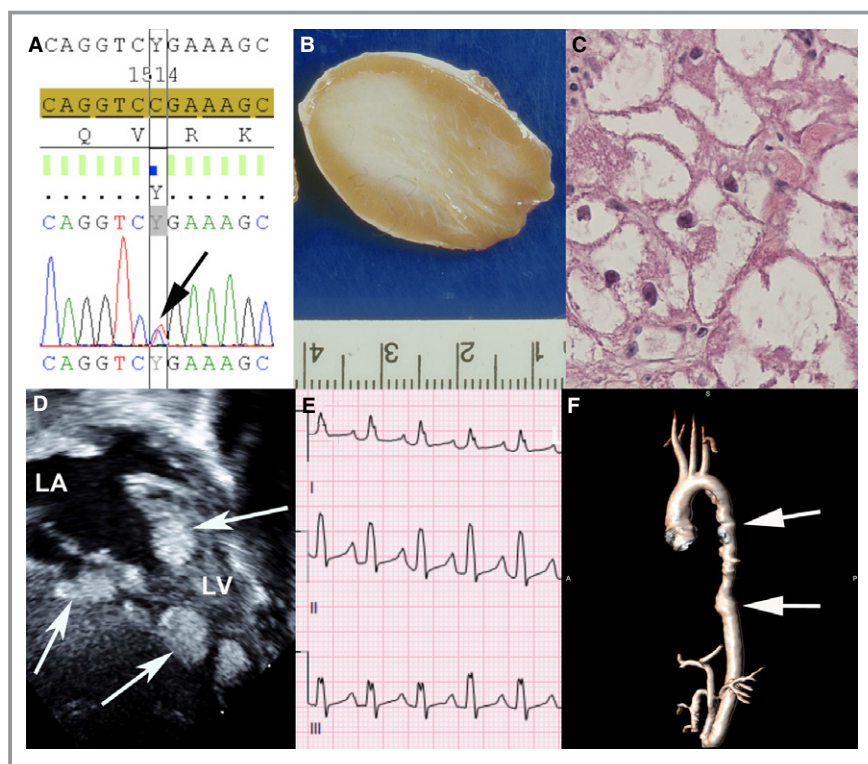 A
CAGGTCYGAAAGC
1514
CAGGTCCGAAAGC
Q V R K
. . . . . . Y . . . . . .
CAGGTCYGAAAGC
CAGGTCYGAAAGC
B
4 3 2 1
C
D
LA
LV
E
I
II
III
F
S
A
P